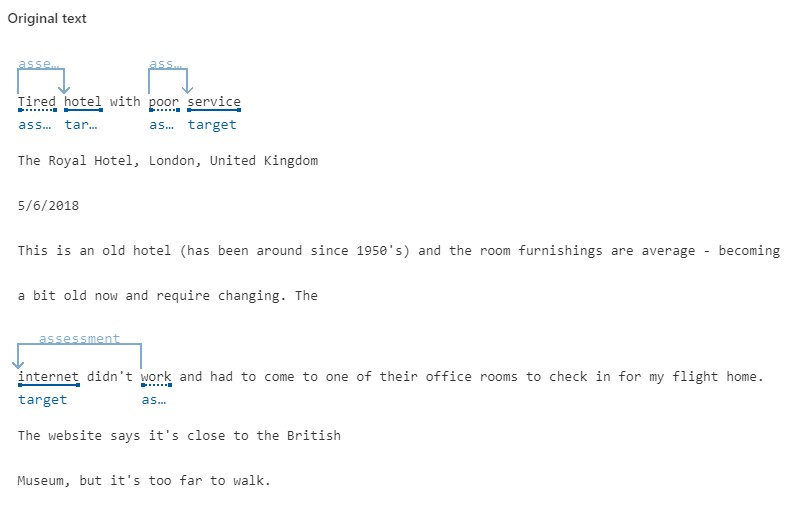 Original text
asse… ass…
Tired hotel with poor service
ass… tar… as… target
The Royal Hotel, London, United Kingdom
5/6/2018
This is an old hotel (has been around since 1950's) and the room furnishings are average - becoming
a bit old now and require changing. The
assessment
internet didn't work and had to come to one of their office rooms to check in for my flight home.
target as…
The website says it's close to the British
Museum, but it's too far to walk.